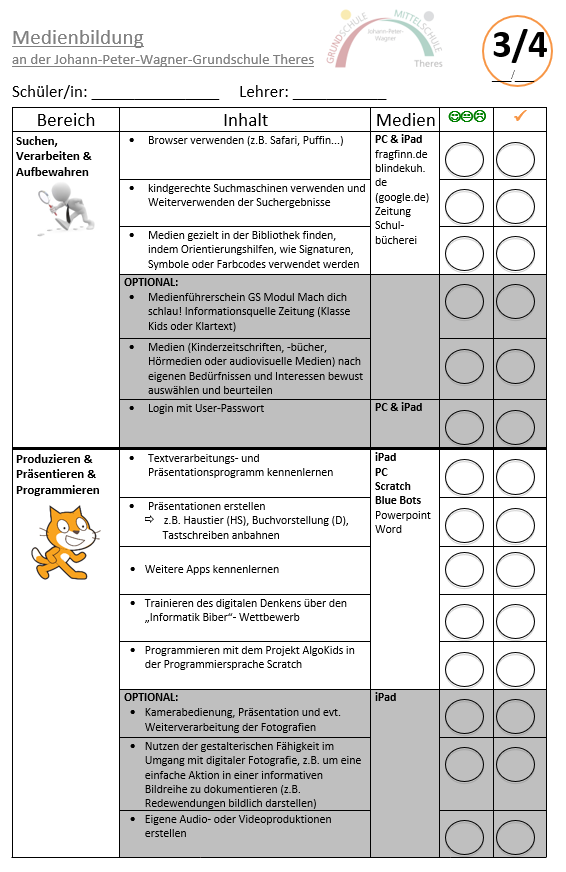 Medienbildung
an der Johann-Peter-Wagner-Grundschule Theres
GRUNDSCHULE
MITTELSCHULE
Johann-Peter-
Wagner
Theres
3/4
___/___
Schüler/in: ________________ Lehrer: ____________
Bereich Inhalt Medien
Suchen,
Verarbeiten &
Aufbewahren
• Browser verwenden (z.B. Safari, Puffin...)
• kindgerechte Suchmaschinen verwenden und
Weiterverwenden der Suchergebnisse
• Medien gezielt in der Bibliothek finden,
indem Orientierungshilfen, wie Signaturen,
Symbole oder Farbcodes verwendet werden
PC & iPad
fragfinn.de
blindekuh.
de
(google.de)
Zeitung
Schul-
bücherei
OPTIONAL:
• Medienführerschein GS Modul Mach dich
schlau! Informationsquelle Zeitung (Klasse
Kids oder Klartext)
• Medien (Kinderzeitschriften, -bücher,
Hörmedien oder audiovisuelle Medien) nach
eigenen Bedürfnissen und Interessen bewust
auswählen und beurteilen
• Login mit User-Passwort
PC & iPad
Produzieren &
Präsentieren &
Programmieren
• Textverarbeitungs- und
Präsentationsprogramm kennenlernen
• Präsentationen erstellen
⇨ z.B. Haustier (HS), Buchvorstellung (D),
Tastschreiben anbahnen
• Weitere Apps kennenlernen
• Trainieren des digitalen Denkens über den
„Informatik Biber“- Wettbewerb
• Programmieren mit dem Projekt AlgoKids in
der Programmiersprache Scratch
iPad
PC
Scratch
Blue Bots
Powerpoint
Word
OPTIONAL:
• Kamerabedienung, Präsentation und evt.
Weiterverarbeitung der Fotografien
• Nutzen der gestalterischen Fähigkeit im
Umgang mit digitaler Fotografie, z.B. um eine
einfache Aktion in einer informativen
Bildreihe zu dokumentieren (z.B.
Redewendungen bildlich darstellen)
• Eigene Audio- oder Videoproduktionen
erstellen
iPad